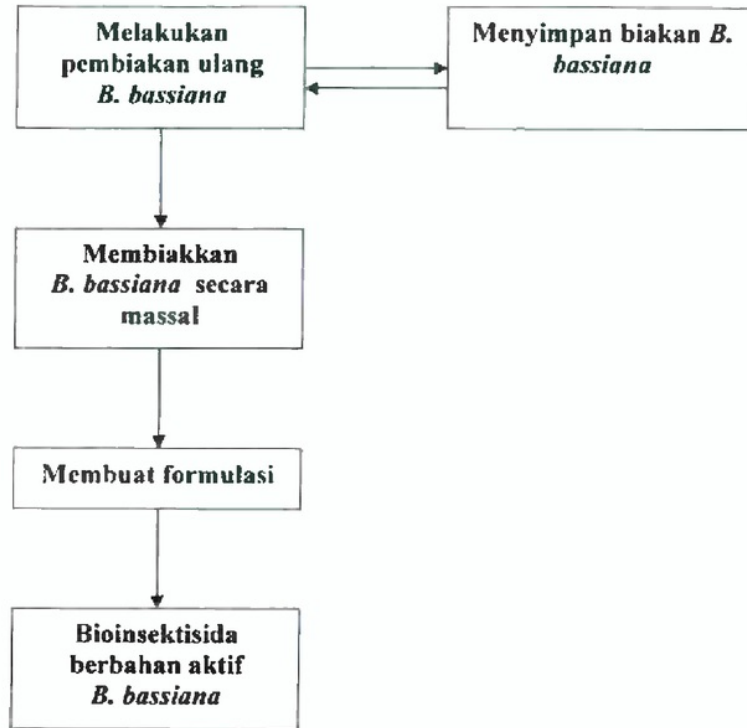 Melakukan
pembiakan ulang
B. bassiana
Menyimpan biakan B.
bassiana
Membiakkan
B. bassiana secara
massal
Membuat formulasi
Bioinsektisida
berbahan aktif
B. bassiana